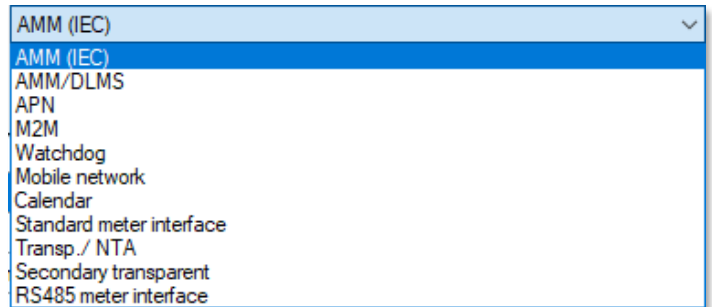 AMM (IEC)
AMM (IEC)
AMM/DLMS
APN
M2M
Watchdog
Mobile network
Calendar
Standard meter interface
Transp./ NTA
Secondary transparent
RS485 meter interface